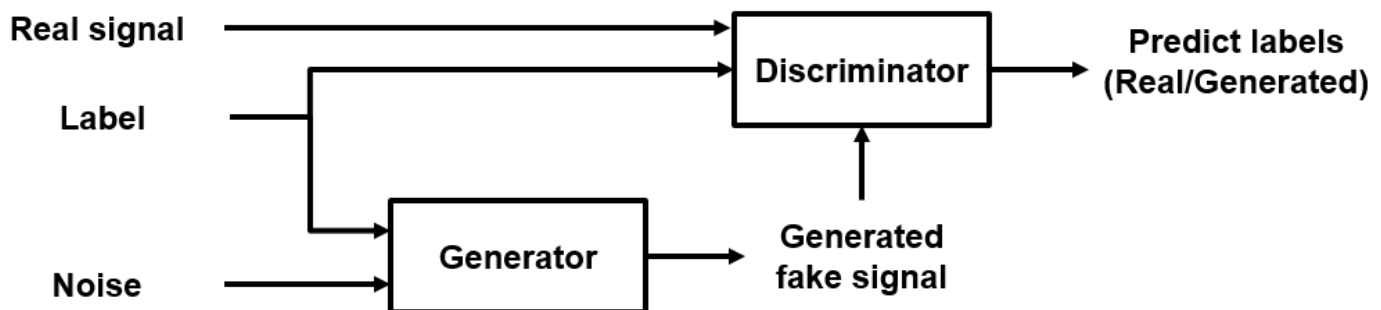 Real signal
Label
Noise
Generator
Generated
fake signal
Discriminator
Predict labels
(Real/Generated)